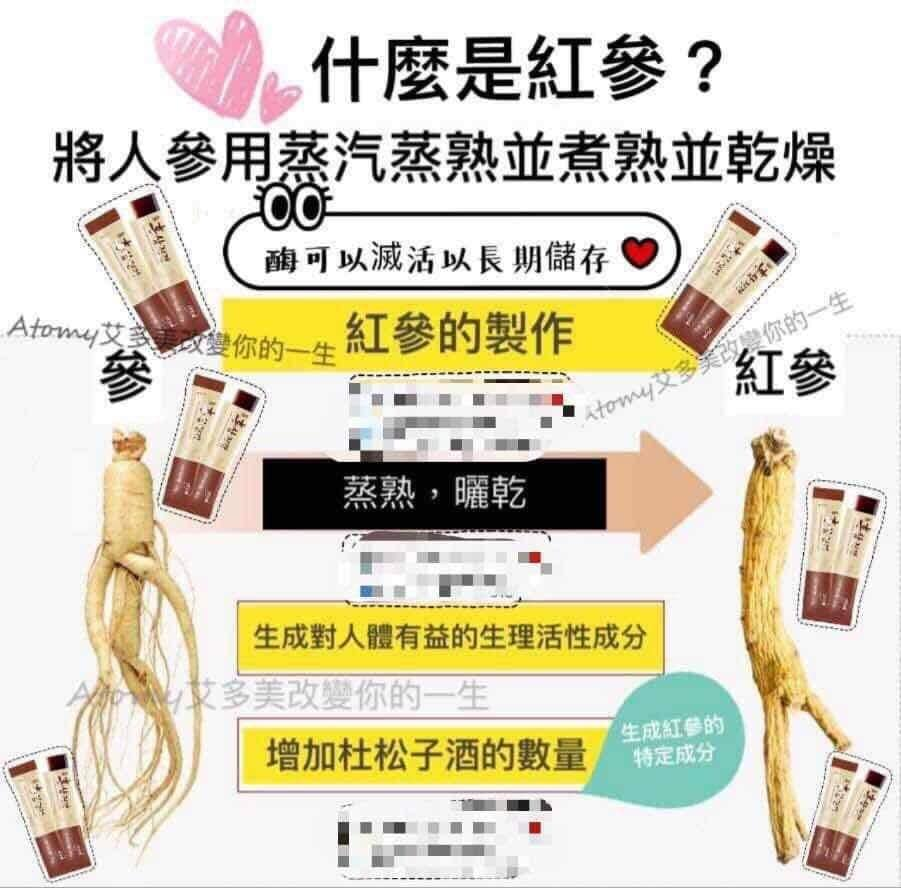 什麼是紅參？
將人參用蒸汽蒸熟並煮熟並乾燥
酶可以滅活以長期儲存
紅參的製作
Atomy艾多美改變你的一生
Atomy艾多美改變你的一生
參
紅參
蒸熟，曬乾
生成對人體有益的生理活性成分
Atomy艾多美改變你的一生
增加杜松子酒的數量
生成紅參的
特定成分